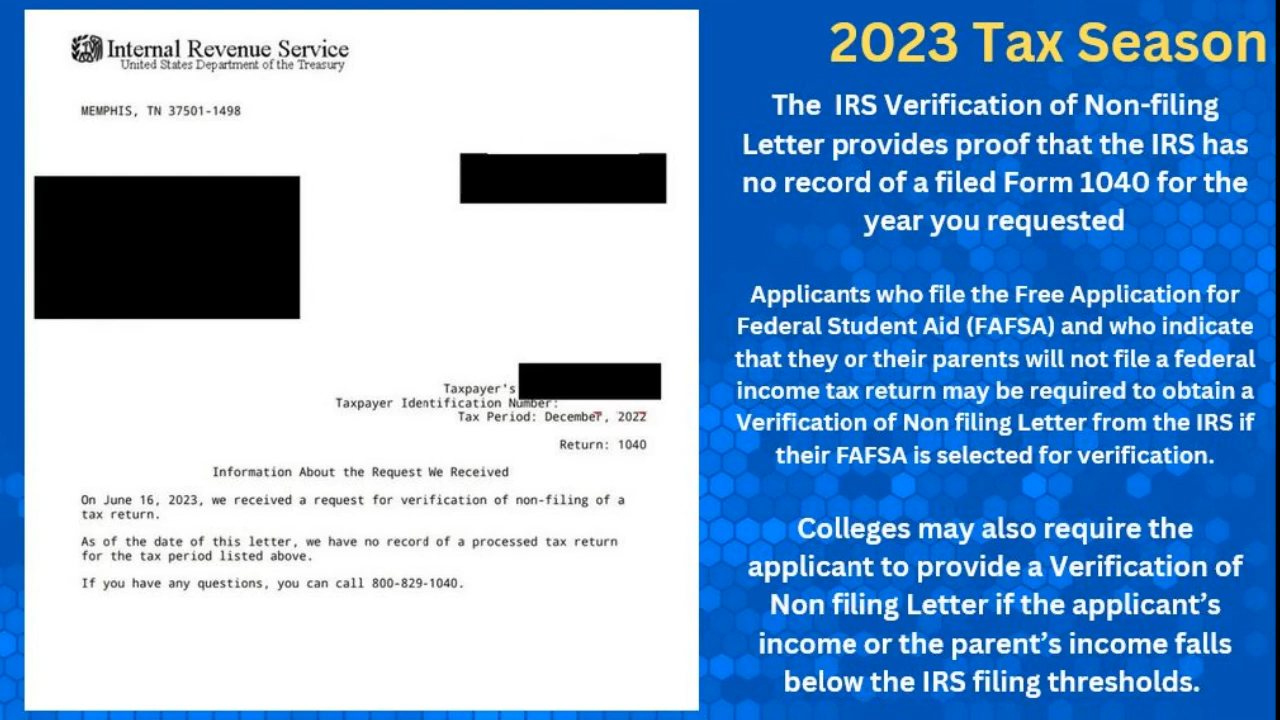 Internal Revenue Service
United States Department of the Treasury
MEMPHIS, TN 37501-1498
Taxpayer's
Taxpayer Identification Number:
Tax Period: December, 2022
Return: 1040
Information About the Request We Received
On June 16, 2023, we received a request for verification of non-filing of a
tax return.
As of the date of this letter, we have no record of a processed tax return
for the tax period listed above.
If you have any questions, you can call 800-829-1040.
2023 Tax Season
The IRS Verification of Non-filing
Letter provides proof that the IRS has
no record of a filed Form 1040 for the
year you requested
Applicants who file the Free Application for
Federal Student Aid (FAFSA) and who indicate
that they or their parents will not file a federal
income tax return may be required to obtain a
Verification of Non filing Letter from the IRS if
their FAFSA is selected for verification.
Colleges may also require the
applicant to provide a Verification of
Non filing Letter if the applicant's
income or the parent's income falls
below the IRS filing thresholds.